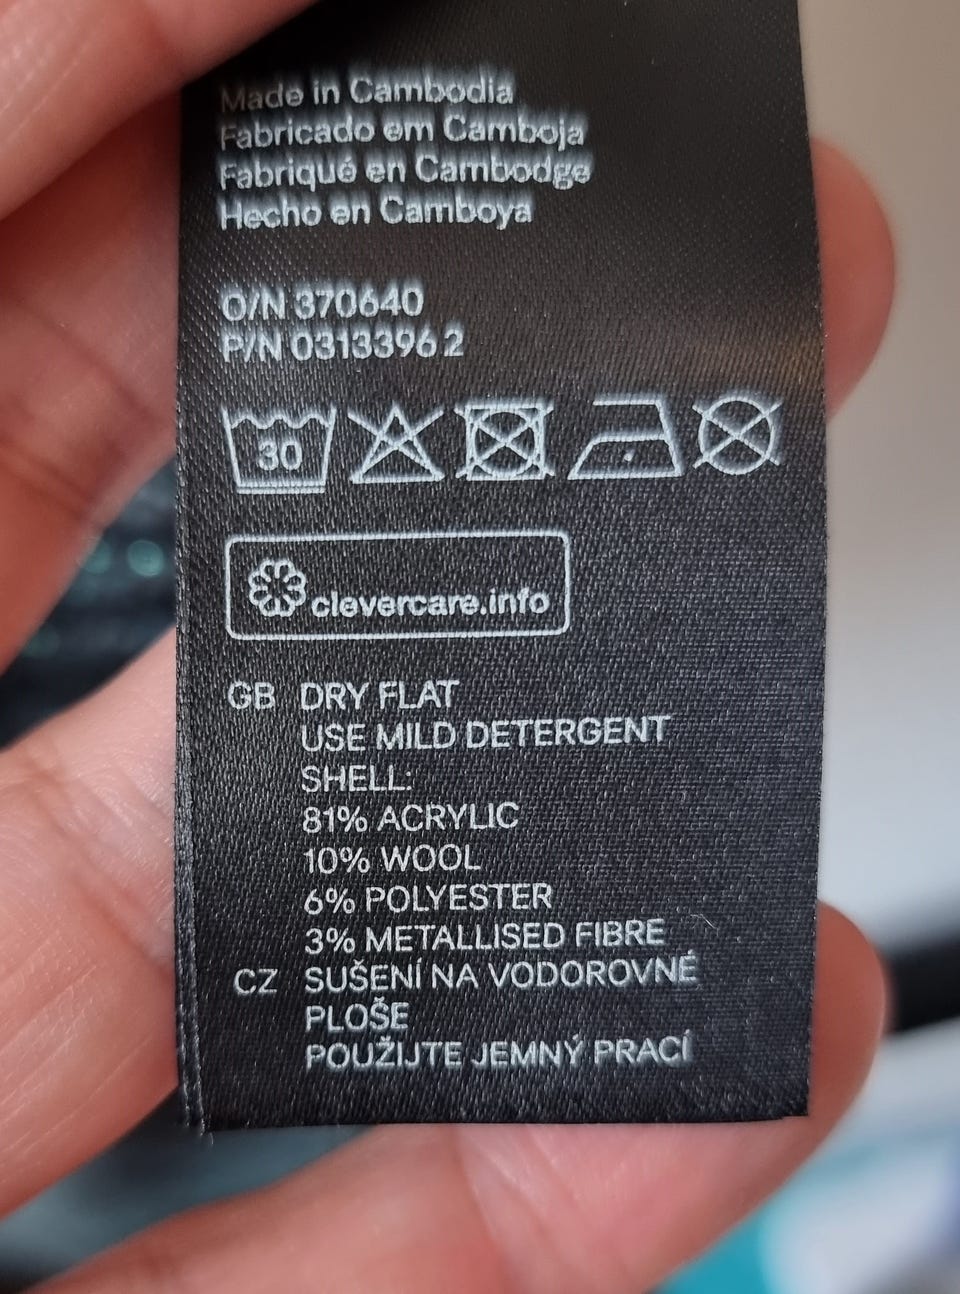 Made in Cambodia
Fabricado em Camboja
Fabriqué en Cambodge
Hecho en Camboya
O/N 370640
P/N 03133962
30
clevercare.info
GB DRY FLAT
USE MILD DETERGENT
SHELL:
81% ACRYLIC
10% WOOL
6% POLYESTER
3% METALLISED FIBRE
CZ SUŠENÍ NA VODOROVNÉ
PLOŠE
POUŽIJTE JEMNÝ PRACÍ